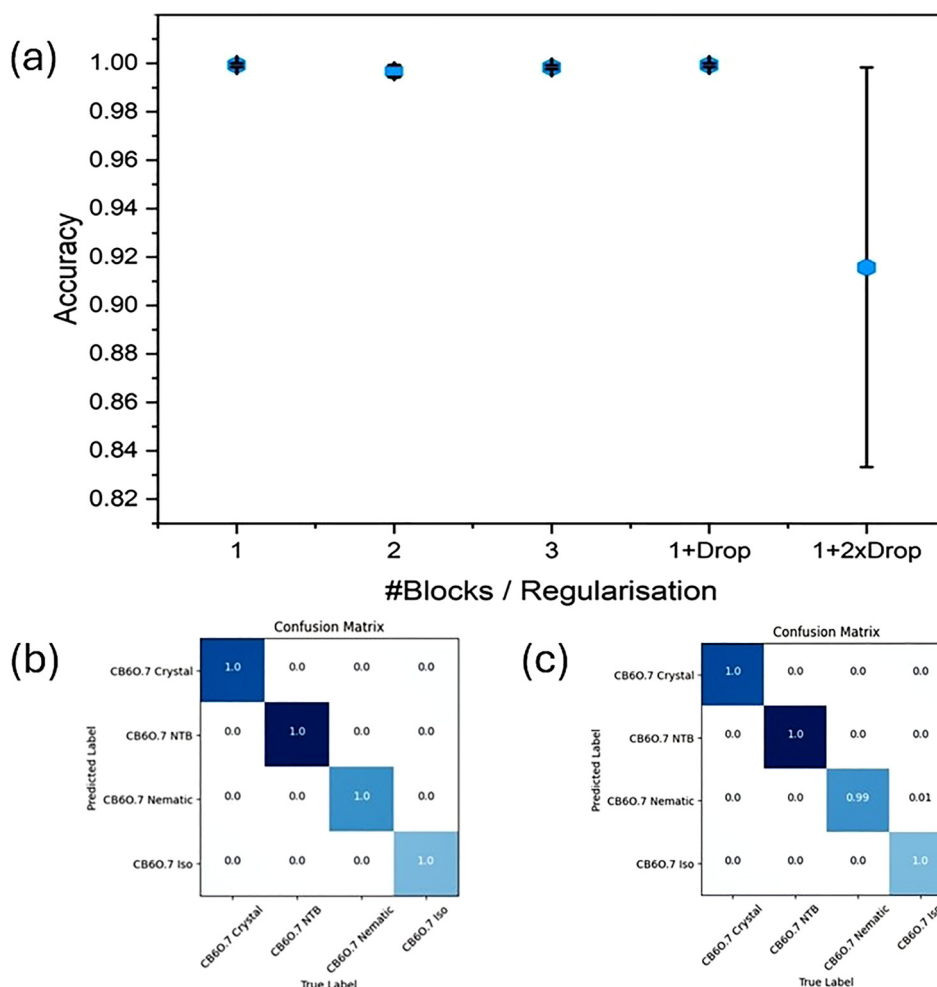 (a)
1.00
0.98
0.96
0.94
0.92
0.90
0.88
0.86
0.84
0.82
Accuracy
1 2 3 1+Drop 1+2xDrop
#Blocks / Regularisation
(b)
Confusion Matrix
Predicted Label
CB6O.7 Crystal 1.0 0.0 0.0 0.0
CB6O.7 NTB 0.0 1.0 0.0 0.0
CB6O.7 Nematic 0.0 0.0 1.0 0.0
CB6O.7 Iso 0.0 0.0 0.0 1.0
CB6O.7 Crystal CB6O.7 NTB CB6O.7 Nematic CB6O.7 Iso
True Label
(c)
Confusion Matrix
Predicted Label
CB6O.7 Crystal 1.0 0.0 0.0 0.0
CB6O.7 NTB 0.0 1.0 0.0 0.0
CB6O.7 Nematic 0.0 0.0 0.99 0.01
CB6O.7 Iso 0.0 0.0 0.0 1.0
CB6O.7 Crystal CB6O.7 NTB CB6O.7 Nematic CB6O.7 Iso
True Label